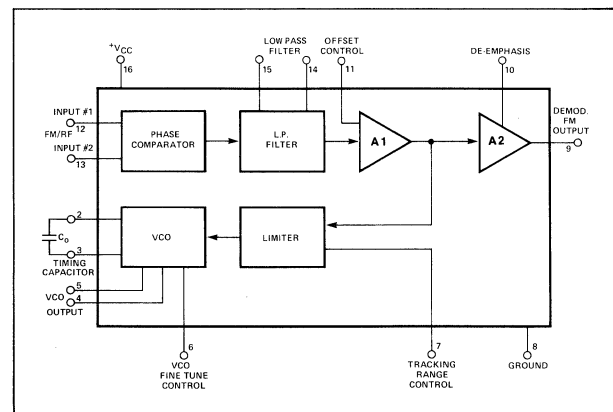 +VCC
16
LOW PASS
FILTER
15
14
OFFSET
CONTROL
11
DE-EMPHASIS
10
INPUT #1
12
FM/RF
INPUT #2
13
PHASE
COMPARATOR
L.P.
FILTER
A1
A2
DEMOD.
FM
OUTPUT
9
2
C₀
3
TIMING
CAPACITOR
VCO
LIMITER
5
VCO
4
OUTPUT
6
VCO
FINE TUNE
CONTROL
7
TRACKING
RANGE
CONTROL
8
GROUND